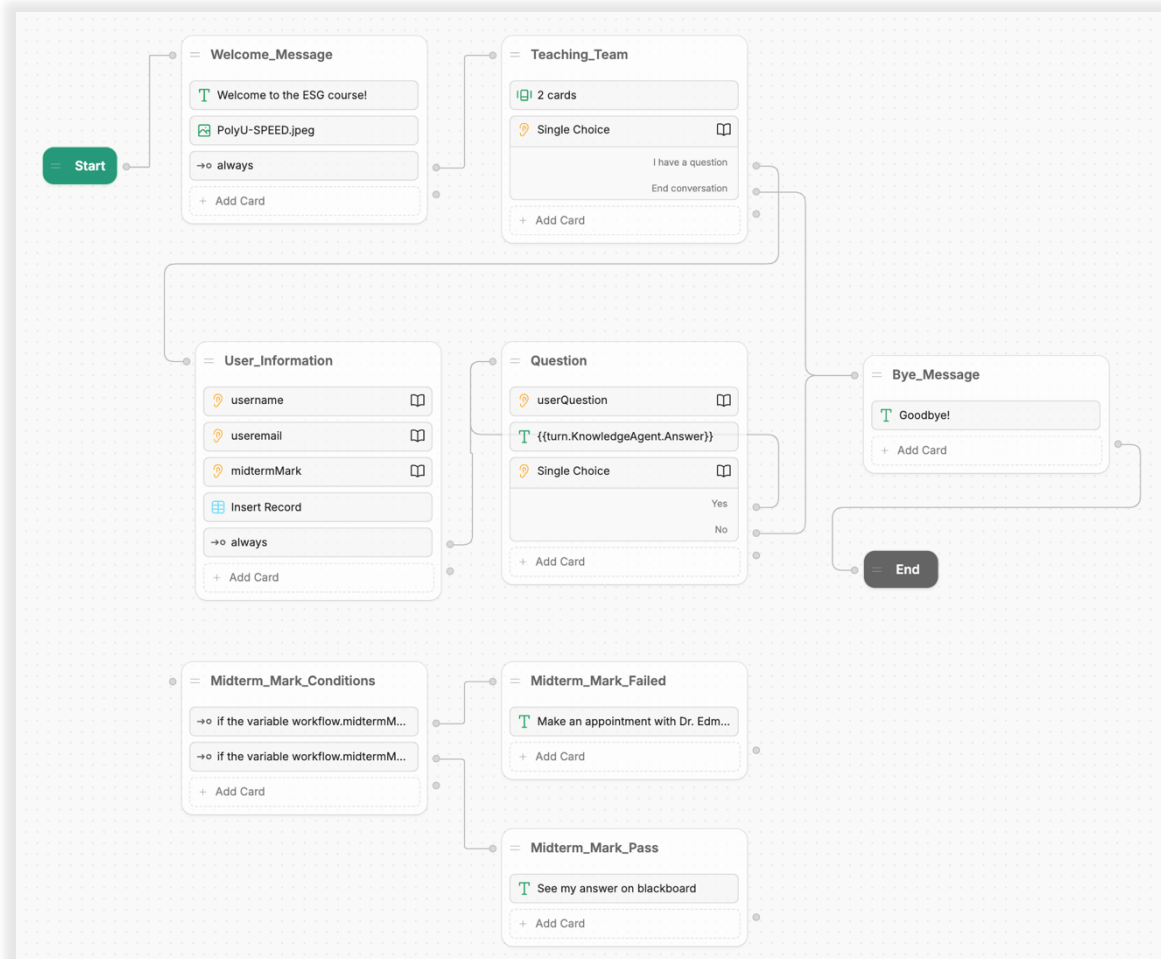 Start
Welcome_Message
Welcome to the ESG course!
PolyU-SPEED.jpeg
always
Add Card
Teaching_Team
2 cards
Single Choice
I have a question
End conversation
Add Card
User_Information
username
useremail
midtermMark
Insert Record
always
Add Card
Question
userQuestion
{{turn.KnowledgeAgent.Answer}}
Single Choice
Yes
No
Add Card
Bye_Message
Goodbye!
Add Card
End
Midterm_Mark_Conditions
if the variable workflow.midtermM...
if the variable workflow.midtermM...
Add Card
Midterm_Mark_Failed
Make an appointment with Dr. Edm...
Add Card
Midterm_Mark_Pass
See my answer on blackboard
Add Card